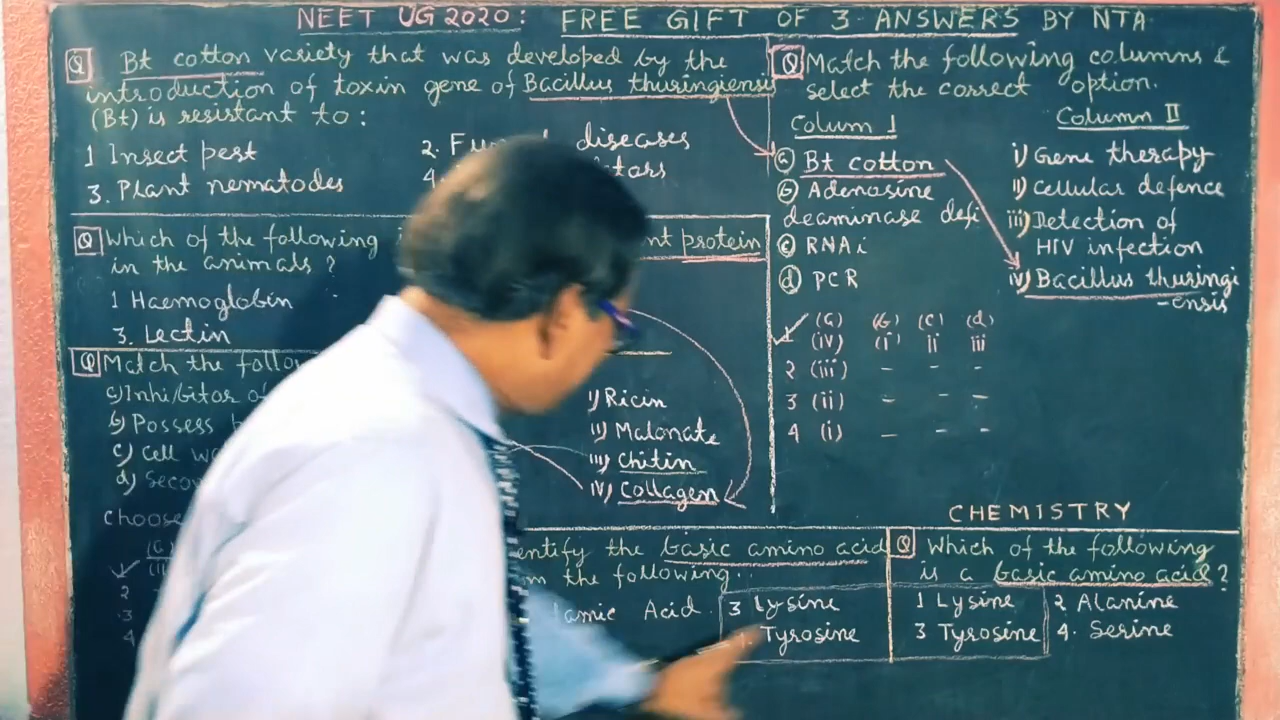 NEET UG 2020: FREE GIFT OF 3 ANSWERS BY NTA
Q Bt cotton variety that was developed by the
introduction of toxin gene of Bacillus thuringiensis
(Bt) is resistant to:
1 Insect pest
2. diseases
3. Plant nematodes
4.
Q Which of the following
protein
in the animals?
1 Haemoglobin
3. Lectin
Q Match the
a) Inhibitor of
b) Possess
c) Cell
d)
i) Ricin
ii) Malonate
iii) Chitin
iv) Collagen
choose
2
3
4
the basic amino acid
the following.
Acid
3 Lysine
Tyrosine
Q Match the following columns &
select the correct option.
Column I
Column II
a Bt cotton
b Adenosine
deaminase defi
c RNAi
d PCR
i) Gene therapy
ii) Cellular defence
iii) Detection of
HIV infection
iv) Bacillus thuringi
-ensis
(a) (b) (c) (d)
1 (iv) (i) ii iii
2 (iii) - - -
3 (ii) - - -
4 (i) - - -
CHEMISTRY
Q Which of the following
is a basic amino acid?
1 Lysine 2 Alanine
3 Tyrosine 4. Serine